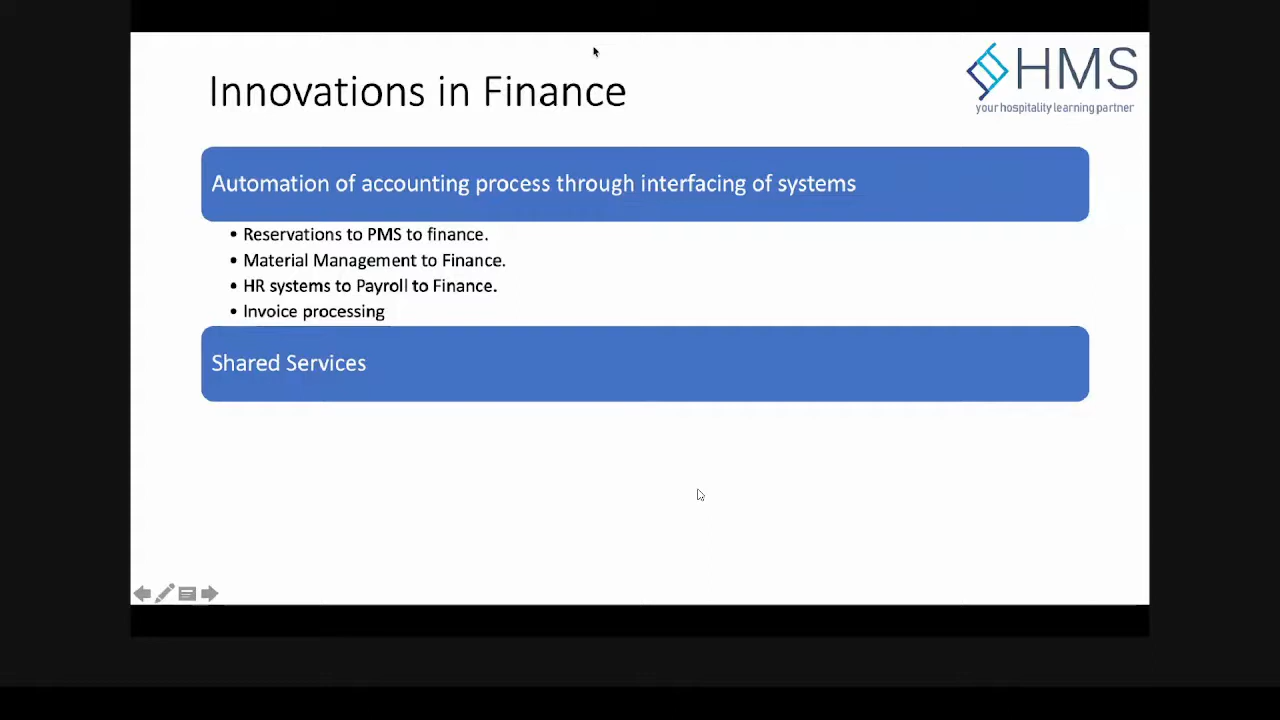 Innovations in Finance
HMS
your hospitality learning partner
Automation of accounting process through interfacing of systems
• Reservations to PMS to finance.
• Material Management to Finance.
• HR systems to Payroll to Finance.
• Invoice processing
Shared Services